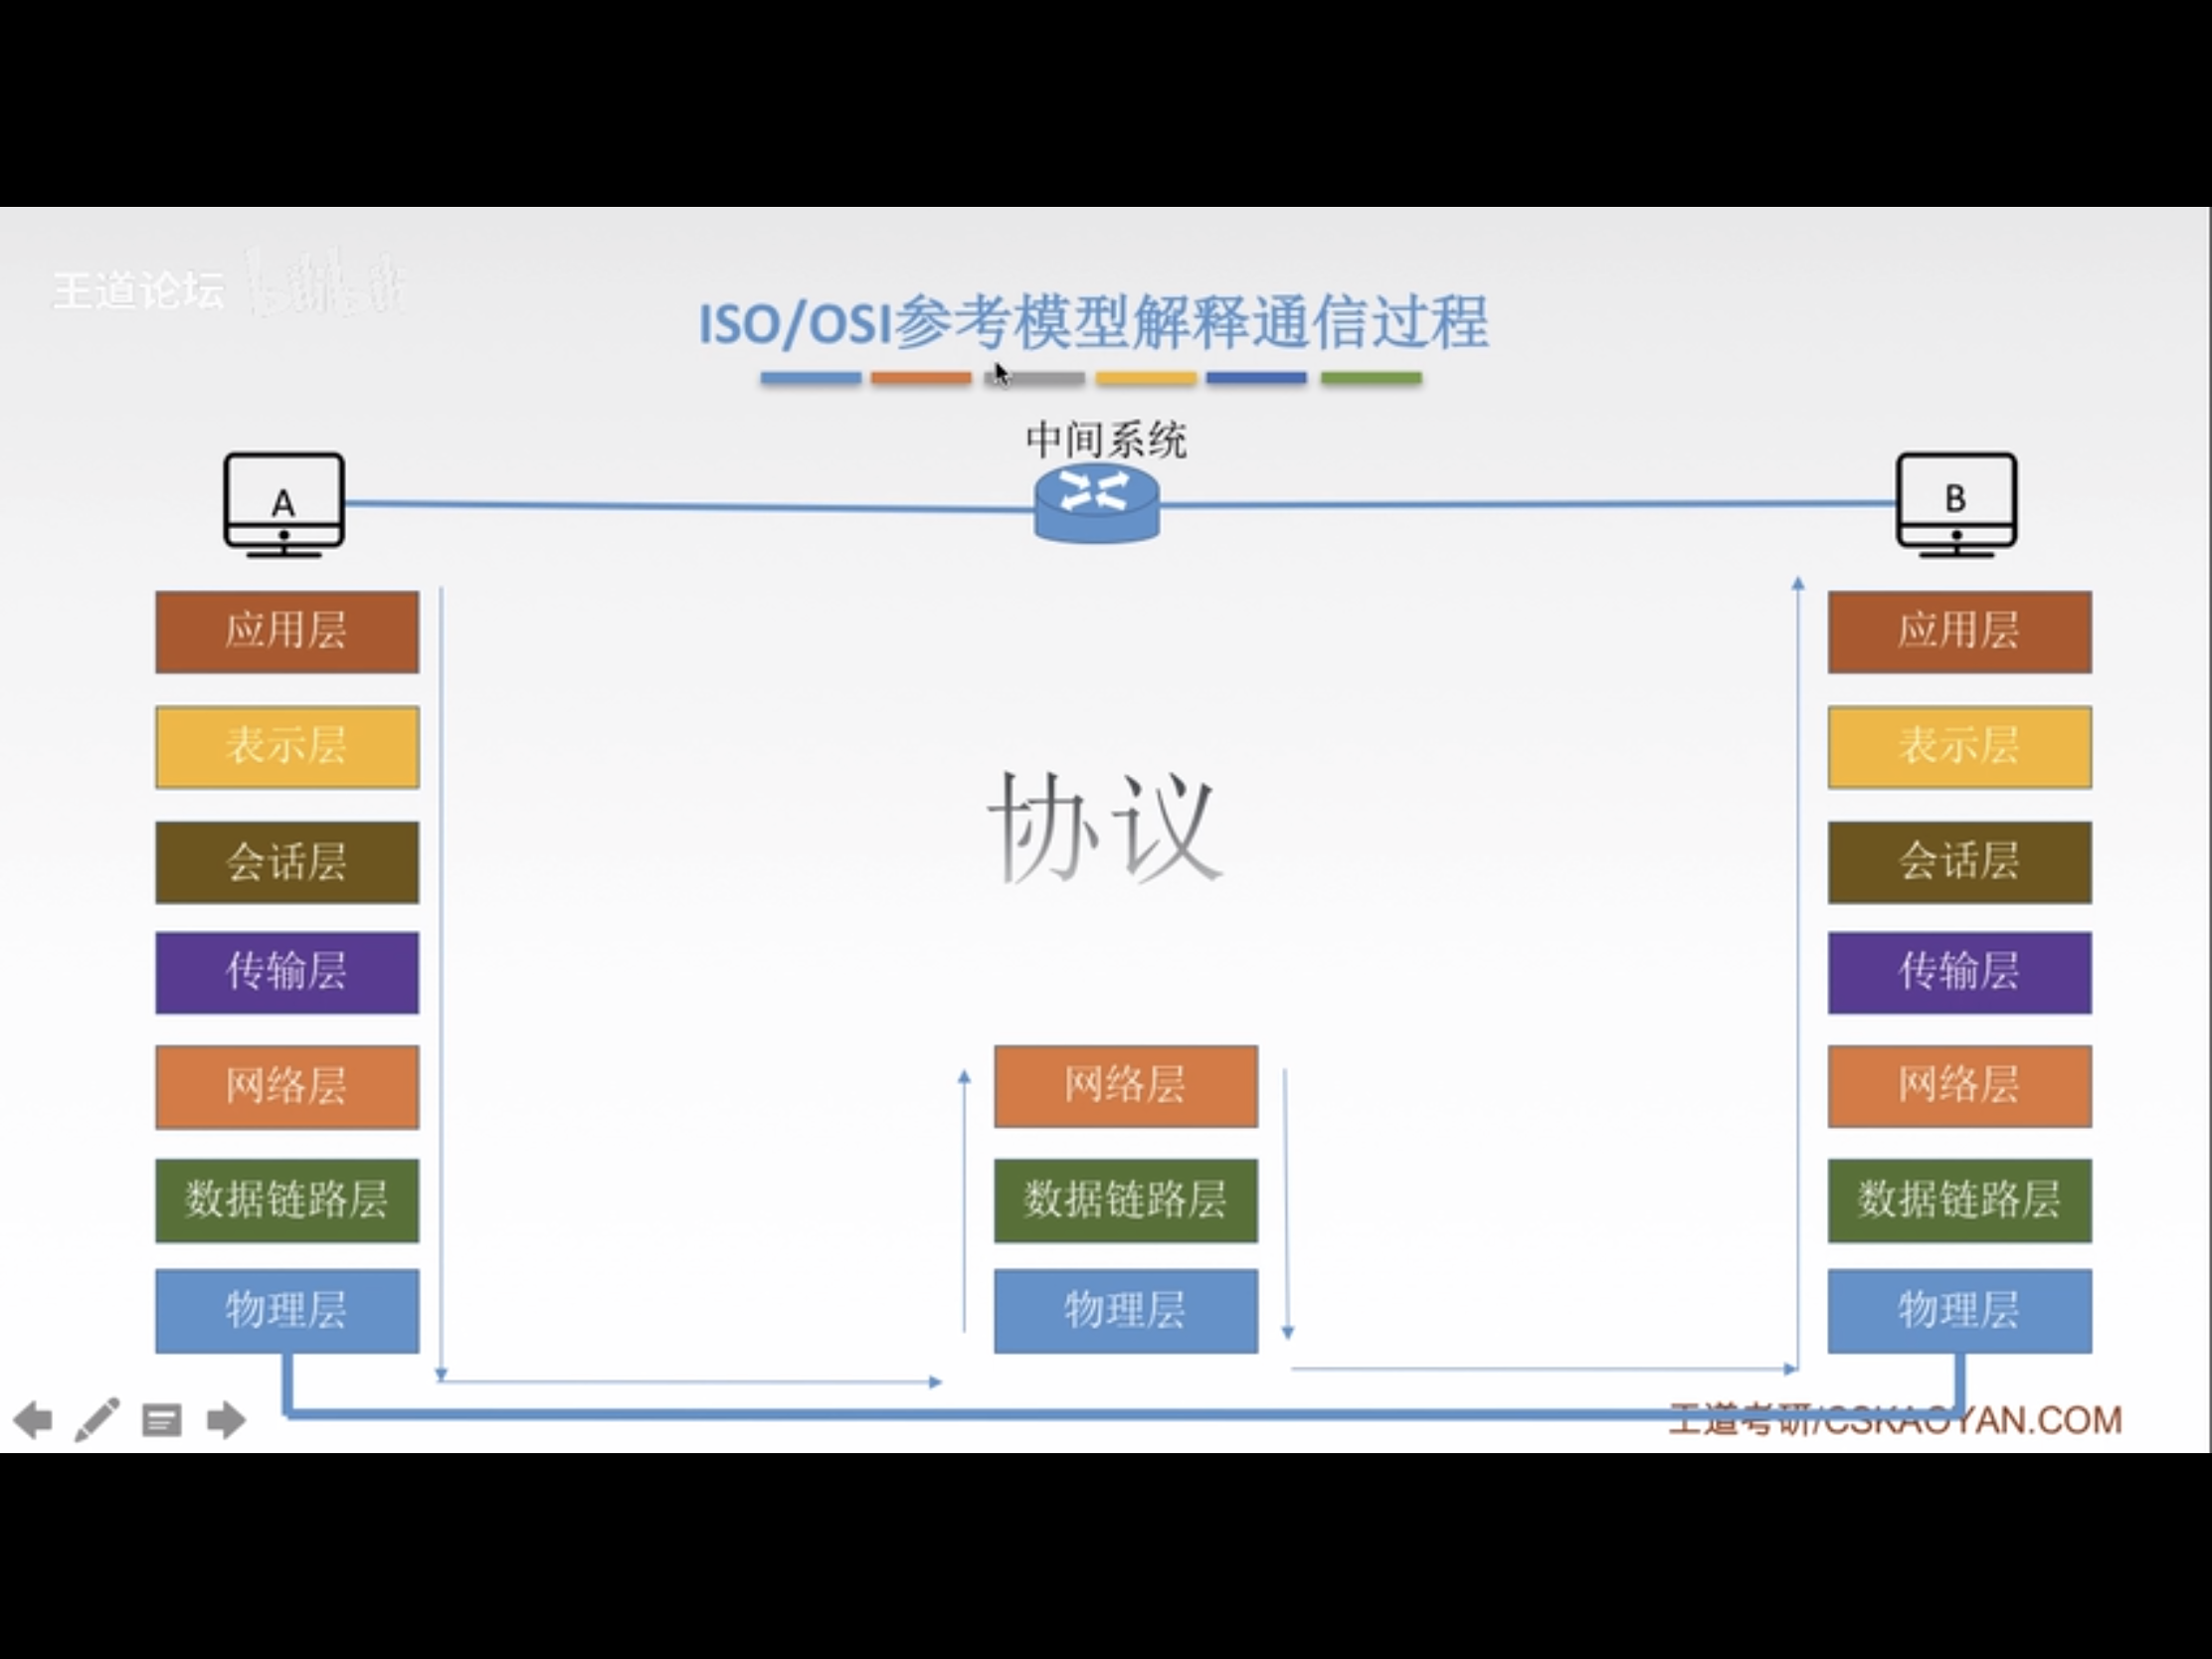 王道论坛 bilibili
ISO/OSI参考模型解释通信过程
中间系统
A
B
应用层
表示层
会话层
传输层
网络层
数据链路层
物理层
协议
网络层
数据链路层
物理层
应用层
表示层
会话层
传输层
网络层
数据链路层
物理层
王道考研/CSKAOYAN.COM